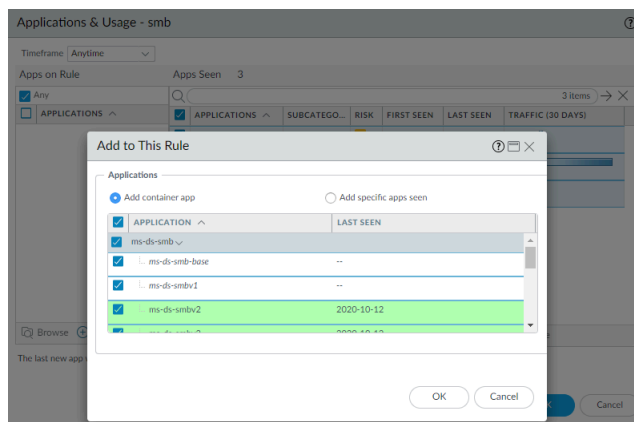 Applications & Usage - smb
Timeframe Anytime
Apps on Rule
Apps Seen 3
Any
3 items
APPLICATIONS
APPLICATIONS SUBCATEGO... RISK FIRST SEEN LAST SEEN TRAFFIC (30 DAYS)
Add to This Rule
Applications
Add container app
Add specific apps seen
APPLICATION LAST SEEN
ms-ds-smb
ms-ds-smb-base --
ms-ds-smbv1 --
ms-ds-smbv2 2020-10-12
Browse
The last new app
OK Cancel
Cancel